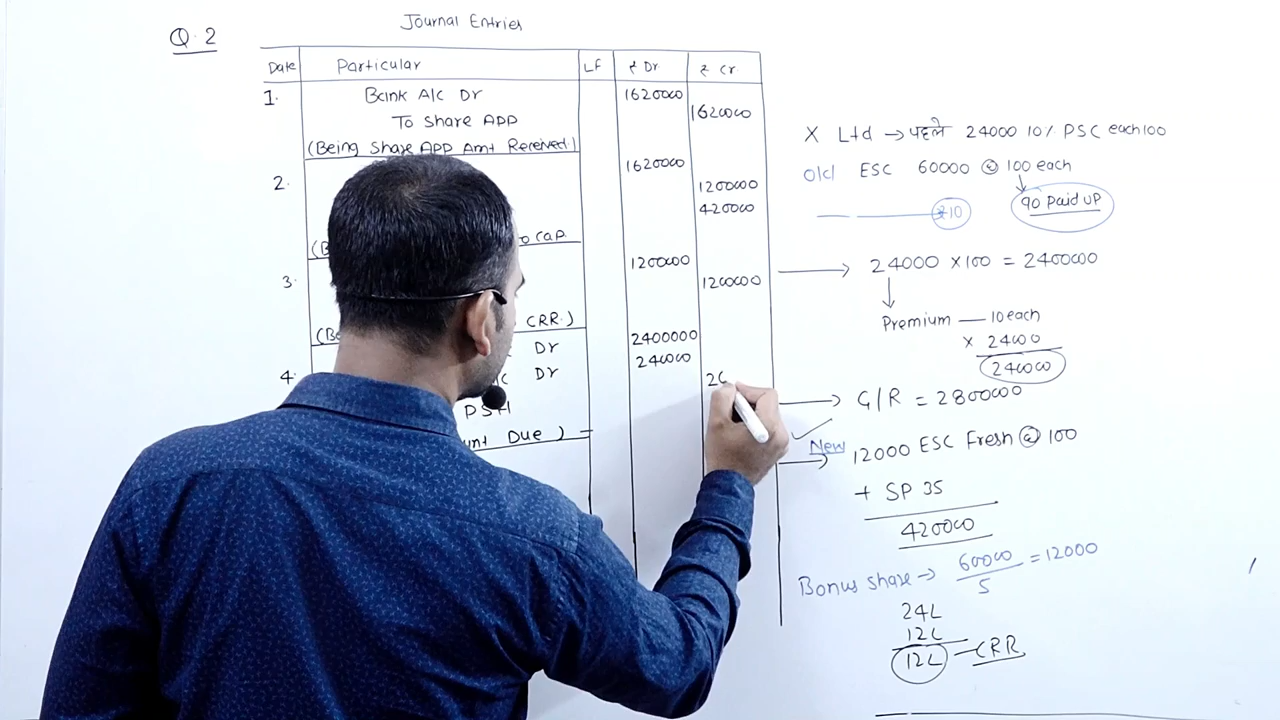 Journal Entries
Q.2
Date Particular LF ₹ Dr. ₹ Cr.
1. Bank A/c Dr 1620000
To Share APP 1620000
(Being Share APP Amt Received.)
1620000
2. 1200000
420000
to Cap.
1200000
3. 1200000
CRR.)
Dr 2400000
4. Dr 240000
PSH
Due)
X Ltd → पहले 24000 10% PSC each 100
Old ESC 60000 @ 100 each
₹10 90 Paid UP
24000 × 100 = 2400000
Premium — 10 each
× 24000
240000
G/R = 2800000
New 12000 ESC Fresh @ 100
+ SP 35
420000
Bonus share → 60000/5 = 12000
24L
12L
12L — CRR